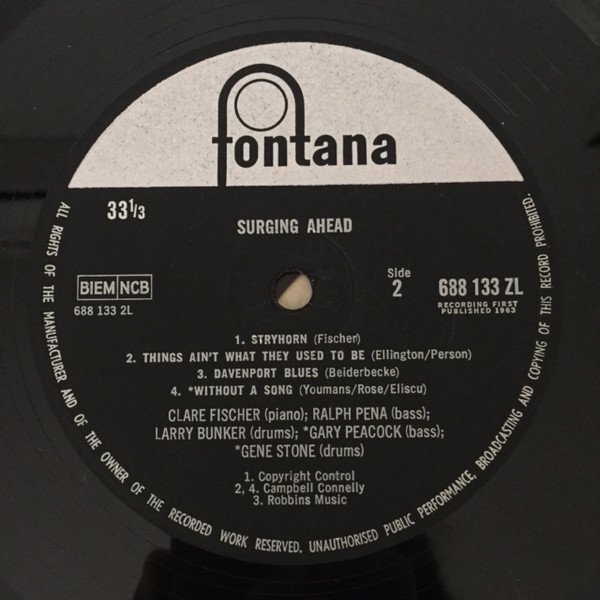 fontana
33 1/3
SURGING AHEAD
BIEM NCB
688 133 2L
Side
2
688 133 ZL
RECORDING FIRST
PUBLISHED 1963
1. STRYHORN (Fischer)
2. THINGS AIN'T WHAT THEY USED TO BE (Ellington/Person)
3. DAVENPORT BLUES (Beiderbecke)
4. *WITHOUT A SONG (Youmans/Rose/Eliscu)
CLARE FISCHER (piano); RALPH PENA (bass);
LARRY BUNKER (drums); *GARY PEACOCK (bass);
*GENE STONE (drums)
1. Copyright Control
2, 4. Campbell Connelly
3. Robbins Music
ALL RIGHTS OF THE MANUFACTURER AND OF THE OWNER OF THE RECORDED WORK RESERVED. UNAUTHORISED PUBLIC PERFORMANCE, BROADCASTING AND COPYING OF THIS RECORD PROHIBITED.